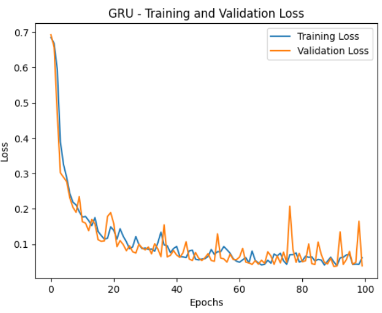 GRU - Training and Validation Loss
Training Loss
Validation Loss
0.7
0.6
0.5
0.4
0.3
0.2
0.1
Loss
0
20
40
60
80
100
Epochs